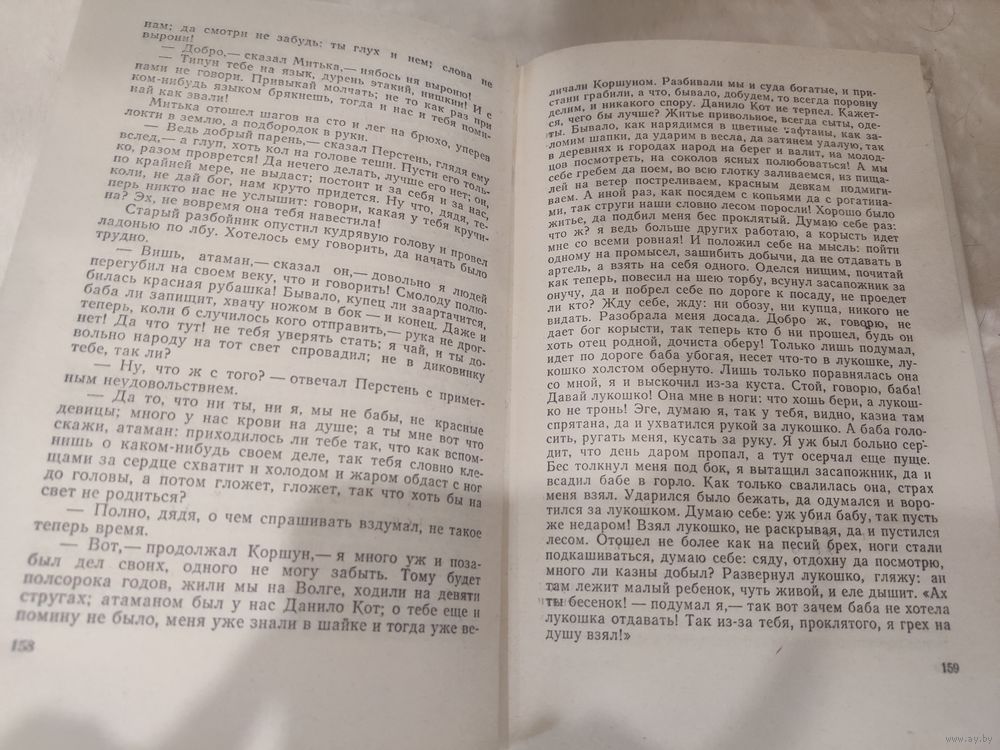 нам; да смотри не забудь: ты глух и нем; слова не
вырони!
— Добро,— сказал Митька,— нябось ня выроню!
— Типун тебе на язык, дурень этакий, нишкни! И с
нами не говори. Привыкай молчать; не то как раз при
ком-нибудь языком брякнешь, тогда и нас и тебя поми-
най как звали!
Митька отошел шагов на сто и лег на брюхо, уперев
локти в землю, а подбородок в руки.
— Ведь добрый парень,— сказал Перстень, глядя ему
вслед,— а глуп, хоть кол на голове теши. Пусти его толь-
ко, разом проврется! Да нечего делать, лучше его нет; он,
по крайней мере, не выдаст; постоит и за себя и за нас,
коли, не дай бог, нам круто придется. Ну что, дядя, те-
перь никто нас не услышит: говори, какая у тебя кручи-
на? Эх, не вовремя она тебя навестила!
Старый разбойник опустил кудрявую голову и провел
ладонью по лбу. Хотелось ему говорить, да начать было
трудно.
— Вишь, атаман,— сказал он,— довольно я людей
перегубил на своем веку, что и говорить! Смолоду полю-
билась красная рубашка! Бывало, купец ли заартачится,
баба ли запищит, хвачу ножом в бок — и конец. Даже и
теперь, коли б случилось кого отправить,— рука не дрог-
нет! Да что тут! не тебя уверять стать; я чай, и ты до-
вольно народу на тот свет спровадил; не в диковинку
тебе, так ли?
— Ну, что ж с того? — отвечал Перстень с примет-
ным неудовольствием.
— Да то, что ни ты, ни я, мы не бабы, не красные
девицы; много у нас крови на душе; а ты мне вот что
скажи, атаман: приходилось ли тебе так, что как вспом-
нишь о каком-нибудь своем деле, так тебя словно кле-
щами за сердце схватит и холодом и жаром обдаст с ног
до головы, а потом гложет, гложет, так что хоть бы на
свет не родиться?
— Полно, дядя, о чем спрашивать вздумал, не такое
теперь время.
— Вот,— продолжал Коршун,— я много уж и поза-
был дел своих, одного не могу забыть. Тому будет
полсорока годов, жили мы на Волге, ходили на девяти
стругах; атаманом был у нас Данило Кот; о тебе еще и
помину не было, меня уже знали в шайке и тогда уже ве-
158
личали Коршуном. Разбивали мы и суда богатые, и при-
стани грабили, а что, бывало, добудем, то всегда поровну
делим, и никакого спору. Данило Кот не терпел. Кажет-
ся, чего бы лучше? Житье привольное, всегда сыты, оде-
ты. Бывало, как нарядимся в цветные кафтаны, как за-
ломим шапки, да ударим в весла, да затянем удалую, так
в деревнях и городах народ на берег и валит, на молод-
цов посмотреть, на соколов ясных полюбоваться! А мы
себе гребем да поем, во всю глотку заливаемся, из пища-
лей на ветер постреливаем, красным девкам подмиги-
ваем. А иной раз, как посядем с копьями да с рогатина-
ми, так струги наши словно лесом поросли! Хорошо было
житье, да подбил меня бес проклятый. Думаю себе раз:
что ж? я ведь больше других работаю, а корысть идет
мне со всеми ровная! И положил себе на мысль: пойти
одному на промысел, зашибить добычи, да не отдавать в
артель, а взять на себя одного. Оделся нищим, почитай
как теперь, повесил на шею торбу, всунул засапожник за
онучу, да и побрел себе по дороге к посаду, не проедет
ли кто? Жду себе, жду: ни обозу, ни купца, никого не
видать. Разобрала меня досада. Добро ж, говорю, не
дает бог корысти, так теперь кто б ни прошел, будь он
хоть отец родной, дочиста оберу! Только лишь подумал,
идет по дороге баба убогая, несет что-то в лукошке, лу-
кошко холстом обернуто. Лишь только поравнялась она
со мной, я и выскочил из-за куста. Стой, говорю, баба!
Давай лукошко! Она мне в ноги: что хошь бери, а лукош-
ко не тронь! Эге, думаю я, так у тебя, видно, казна там
спрятана, да и ухватился рукой за лукошко. А баба голо-
сить, ругать меня, кусать за руку. Я уж был больно сер-
дит, что день даром пропал, а тут осерчал еще пуще.
Бес толкнул меня под бок, я вытащил засапожник, да и
всадил бабе в горло. Как только свалилась она, страх
меня взял. Ударился было бежать, да одумался и воро-
тился за лукошком. Думаю себе: уж убил бабу, так пусть
же недаром! Взял лукошко, не раскрывая, да и пустился
лесом. Отошел не более как на песий брех, ноги стали
подкашиваться, думаю себе: сяду, отдохну да посмотрю,
много ли казны добыл? Развернул лукошко, гляжу: ан
там лежит малый ребенок, чуть живой, и еле дышит. «Ах
ты бесенок! — подумал я,— так вот зачем баба не хотела
лукошка отдавать! Так из-за тебя, проклятого, я грех на
душу взял!»
159
www.ay.by